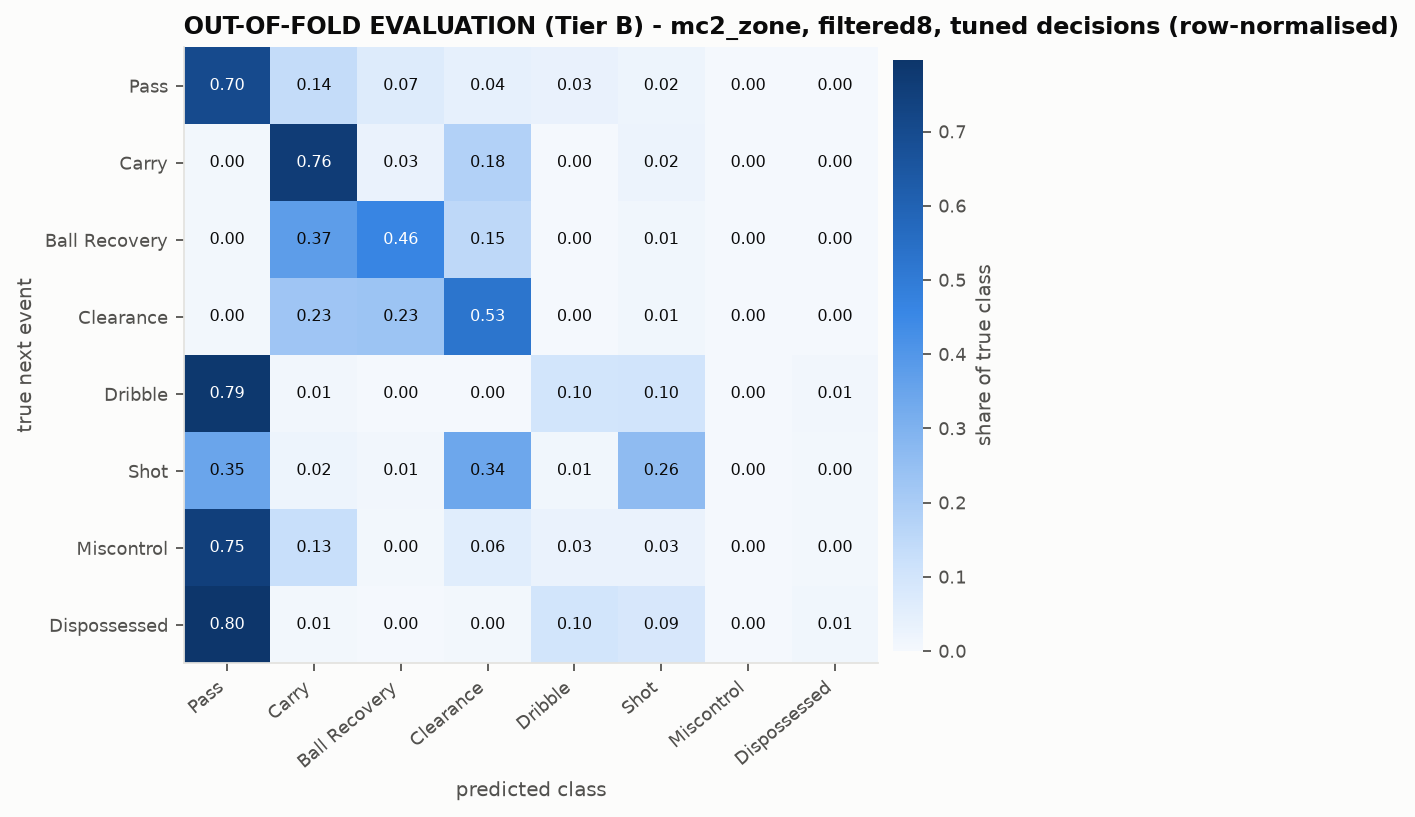 OUT-OF-FOLD EVALUATION (Tier B) - mc2_zone, filtered8, tuned decisions (row-normalised)
Pass 0.70 0.14 0.07 0.04 0.03 0.02 0.00 0.00
Carry 0.00 0.76 0.03 0.18 0.00 0.02 0.00 0.00
Ball Recovery 0.00 0.37 0.46 0.15 0.00 0.01 0.00 0.00
Clearance 0.00 0.23 0.23 0.53 0.00 0.01 0.00 0.00
Dribble 0.79 0.01 0.00 0.00 0.10 0.10 0.00 0.01
Shot 0.35 0.02 0.01 0.34 0.01 0.26 0.00 0.00
Miscontrol 0.75 0.13 0.00 0.06 0.03 0.03 0.00 0.00
Dispossessed 0.80 0.01 0.00 0.00 0.10 0.09 0.00 0.01
true next event
Pass
Carry
Ball Recovery
Clearance
Dribble
Shot
Miscontrol
Dispossessed
predicted class
0.7
0.6
0.5
0.4
0.3
0.2
0.1
0.0
share of true class